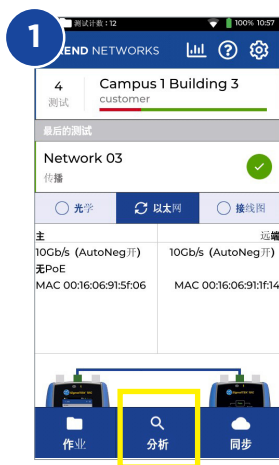 1
测试计数：12
100% 10:57
END NETWORKS
4
测试
Campus 1 Building 3
customer
最后的测试
Network 03
传播
光学
以太网
接线图
主
远端
10Gb/s (AutoNeg开)
10Gb/s (AutoNeg开)
无PoE
MAC 00:16:06:91:5f:06
MAC 00:16:06:91:1f:14
作业
分析
同步